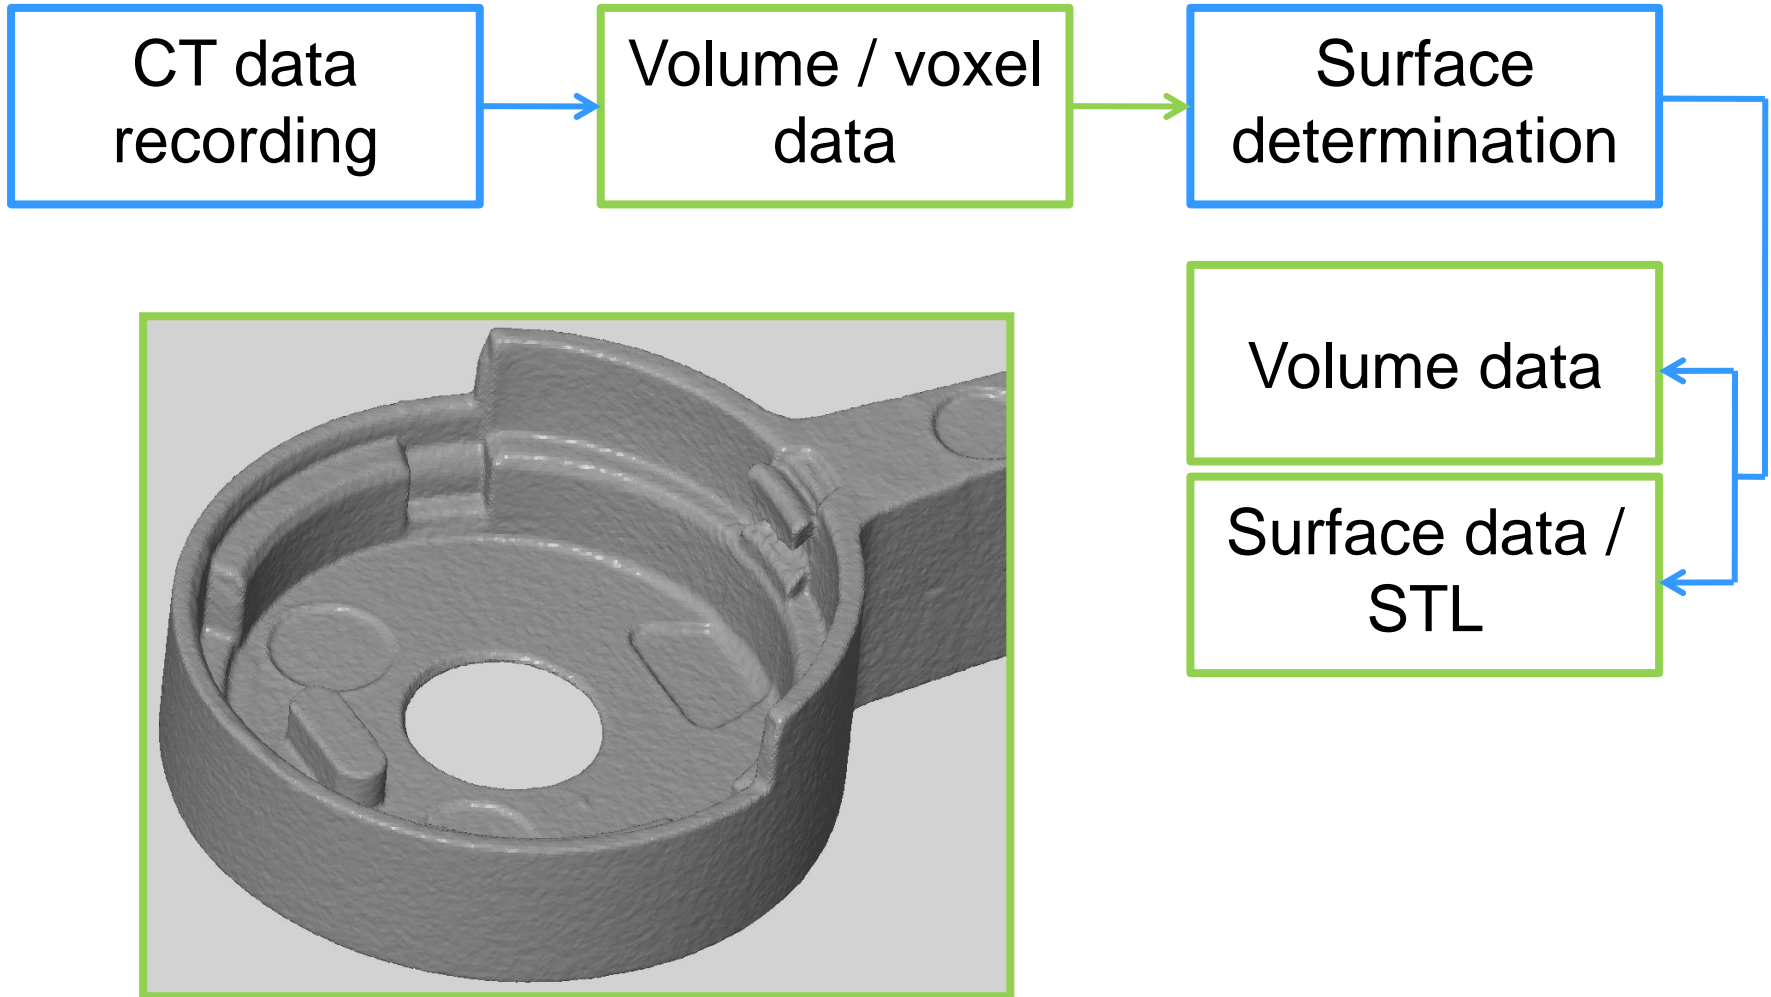 CT data
recording
Volume / voxel
data
Surface
determination
Volume data
Surface data /
STL